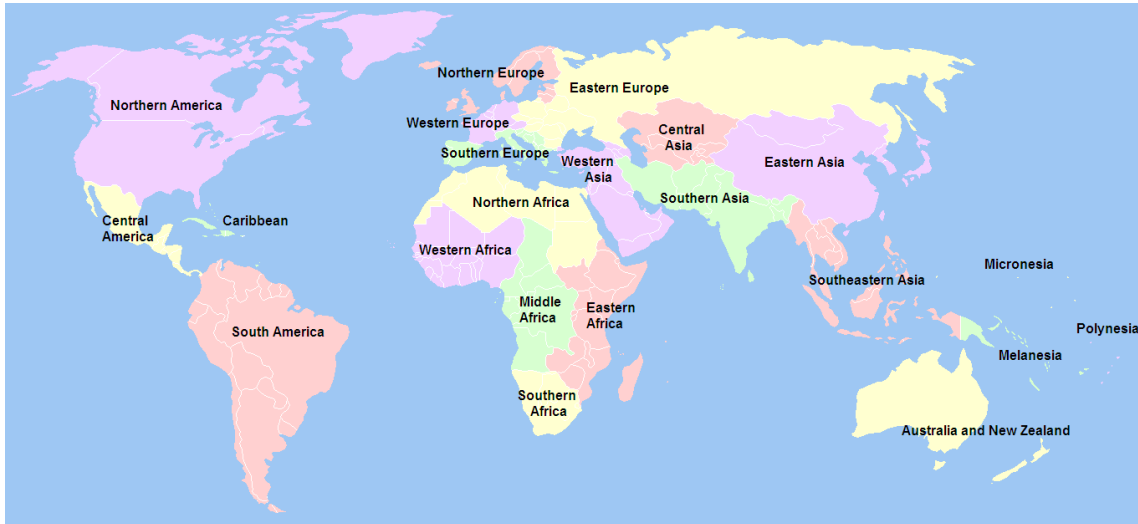 Northern Europe
Eastern Europe
Northern America
Western Europe
Central
Asia
Southern Europe
Western
Asia
Eastern Asia
Southern Asia
Northern Africa
Central
America
Caribbean
Western Africa
Micronesia
Southeastern Asia
Middle
Africa
Eastern
Africa
South America
Polynesia
Melanesia
Southern
Africa
Australia and New Zealand